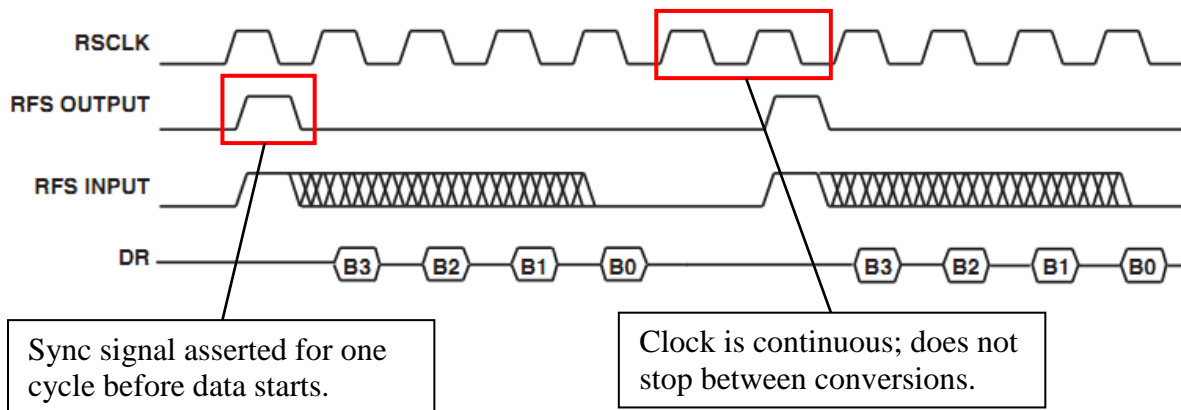 RSCLK
RFS OUTPUT
RFS INPUT
DR B3 B2 B1 B0 B3 B2 B1 B0
Sync signal asserted for one
cycle before data starts.
Clock is continuous; does not
stop between conversions.